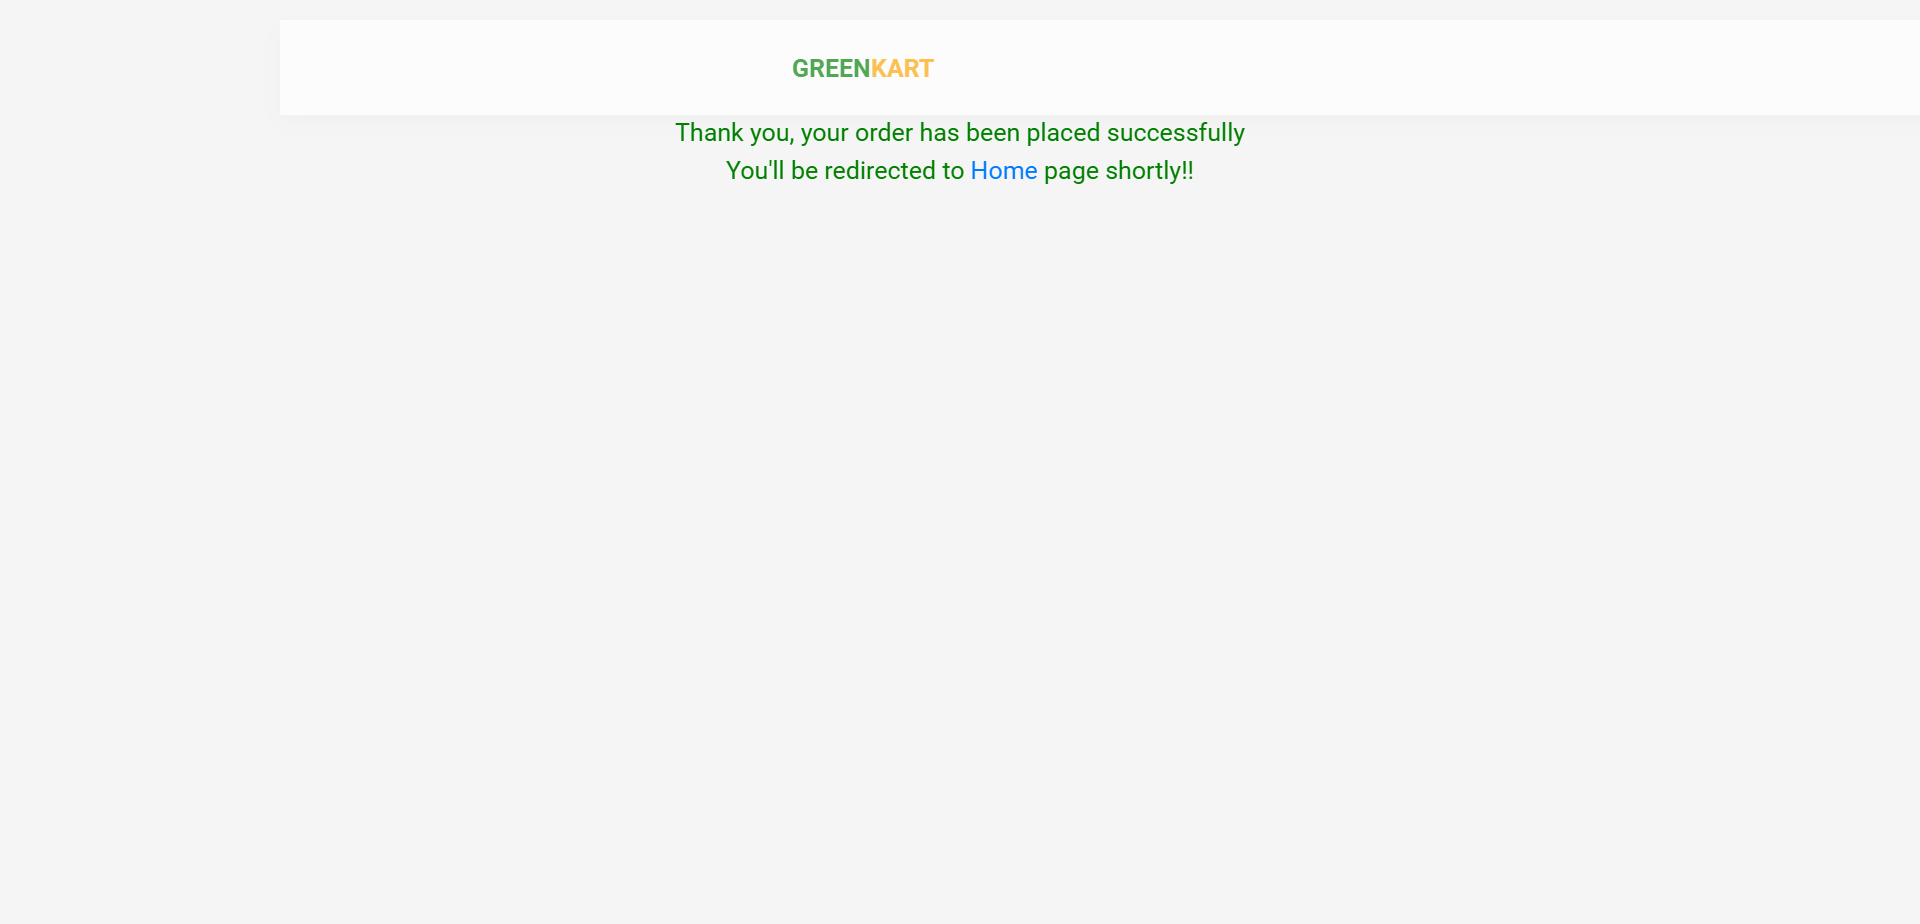 GREENKART
Thank you, your order has been placed successfully
You'll be redirected to Home page shortly!!